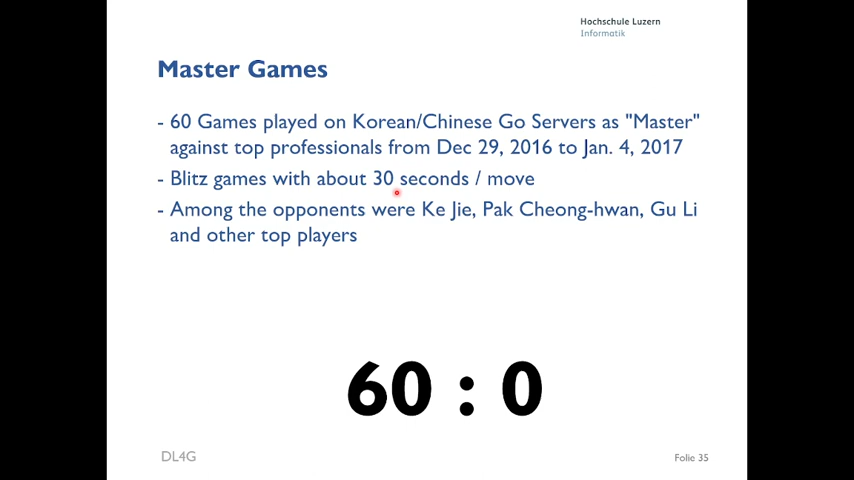 Hochschule Luzern
Informatik
Master Games
- 60 Games played on Korean/Chinese Go Servers as "Master"
against top professionals from Dec 29, 2016 to Jan. 4, 2017
- Blitz games with about 30 seconds / move
- Among the opponents were Ke Jie, Pak Cheong-hwan, Gu Li
and other top players
60 : 0
DL4G
Folie 35